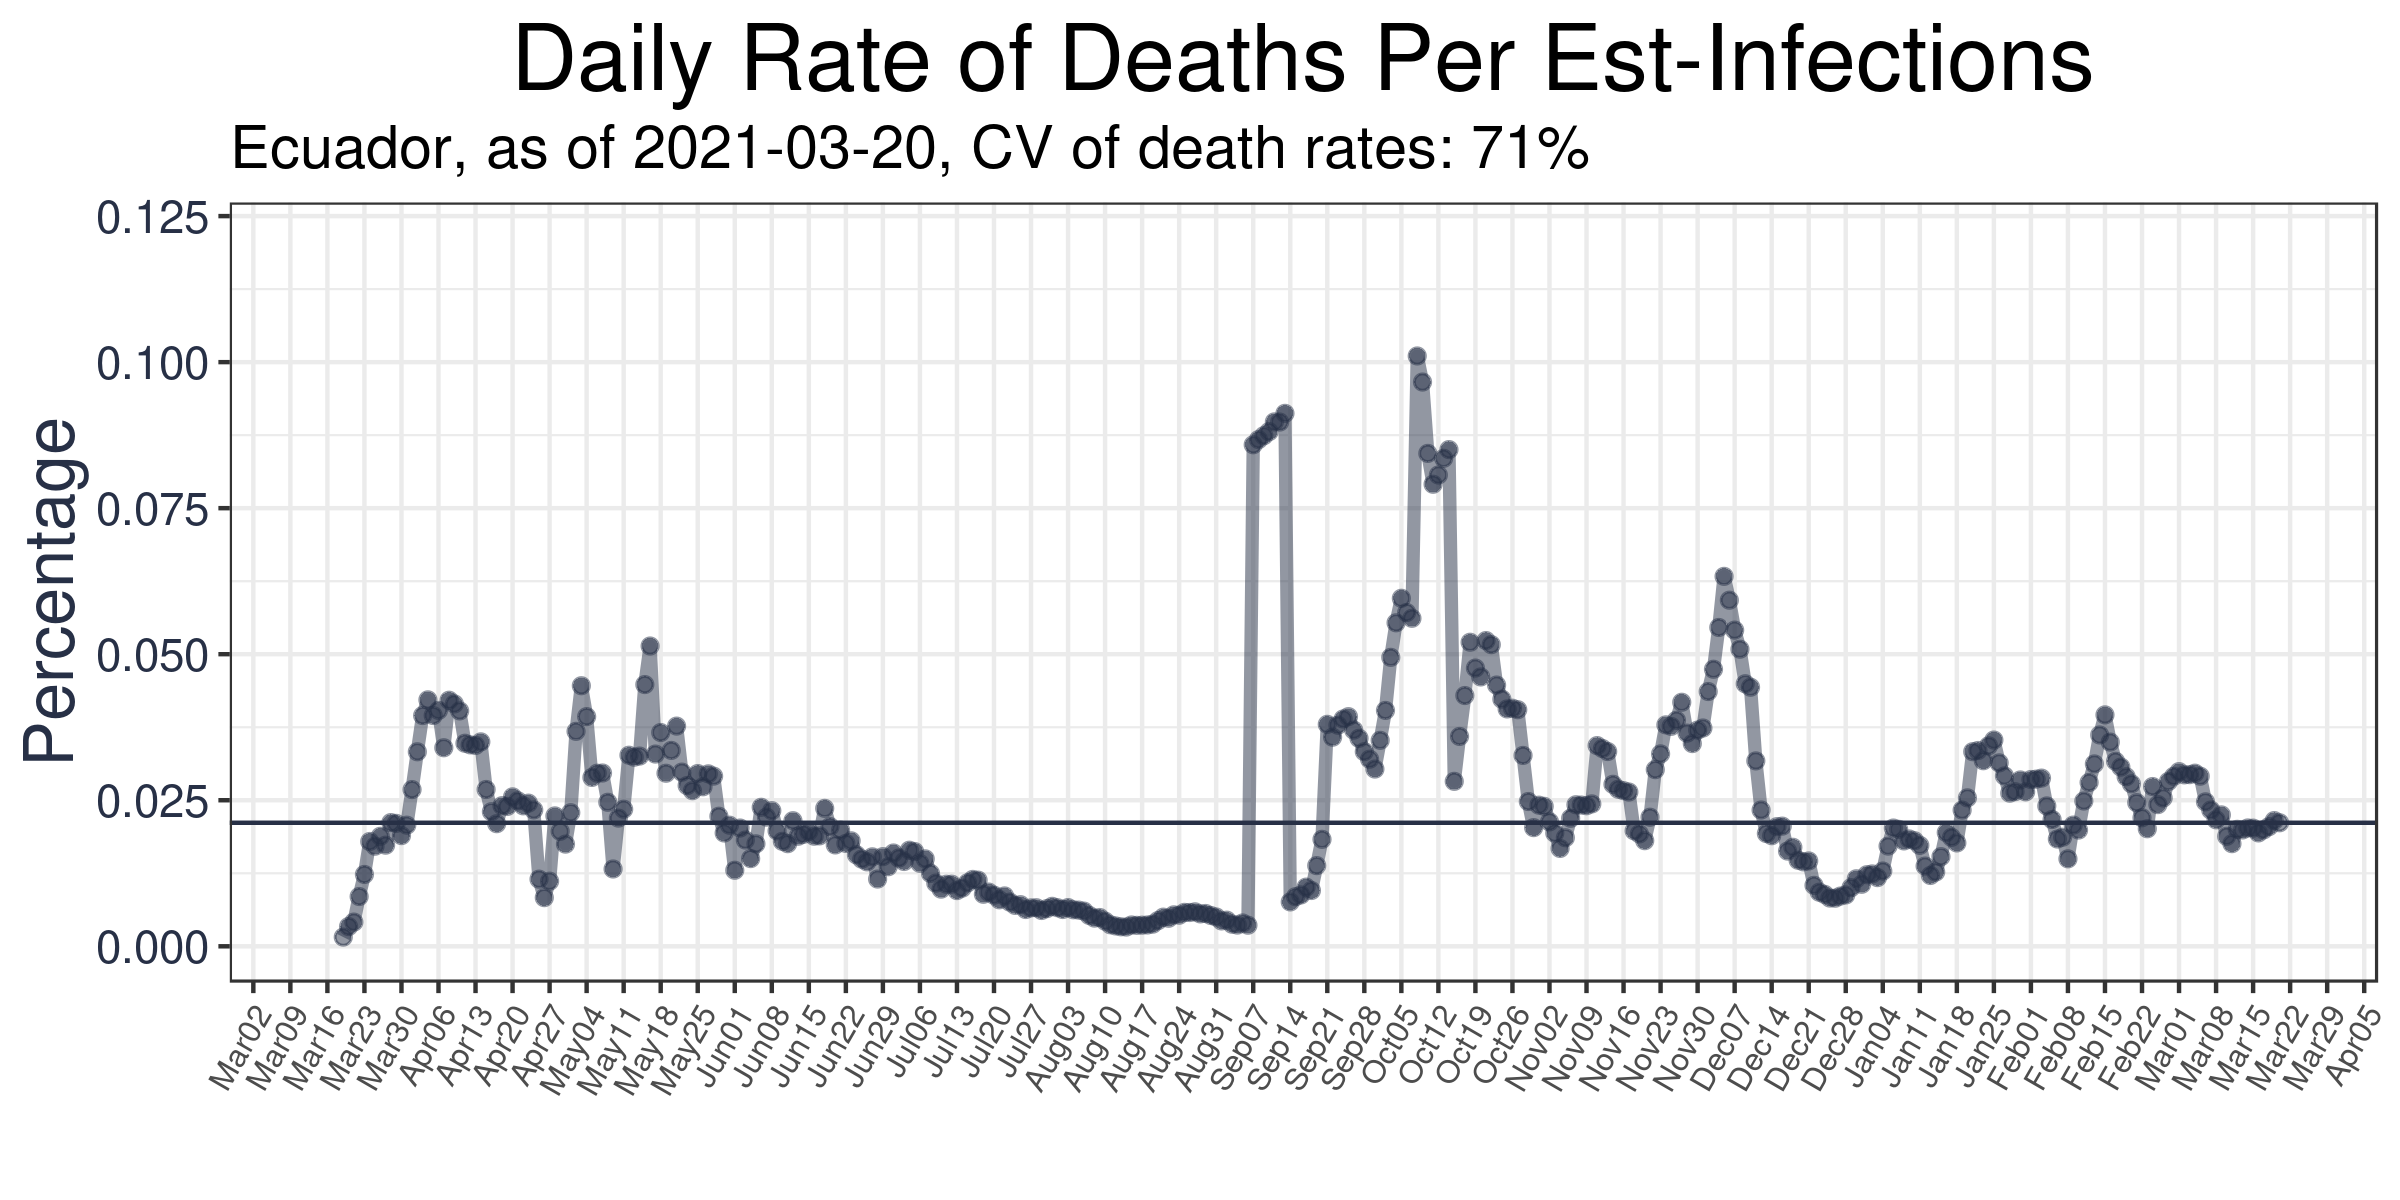 Daily Rate of Deaths Per Est-Infections
Ecuador, as of 2021-03-20, CV of death rates: 71%
Percentage
0.125
0.100
0.075
0.050
0.025
0.000
Mar02
Mar09
Mar16
Mar23
Mar30
Apr06
Apr13
Apr20
Apr27
May04
May11
May18
May25
Jun01
Jun08
Jun15
Jun22
Jun29
Jul06
Jul13
Jul20
Jul27
Aug03
Aug10
Aug17
Aug24
Aug31
Sep07
Sep14
Sep21
Sep28
Oct05
Oct12
Oct19
Oct26
Nov02
Nov09
Nov16
Nov23
Nov30
Dec07
Dec14
Dec21
Dec28
Jan04
Jan11
Jan18
Jan25
Feb01
Feb08
Feb15
Feb22
Mar01
Mar08
Mar15
Mar22
Mar29
Apr05